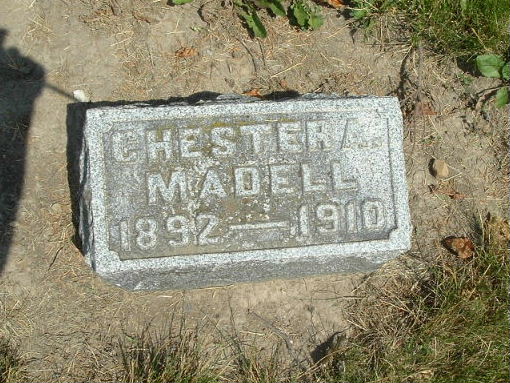 CHESTER A.
MADELL
1892 — 1910